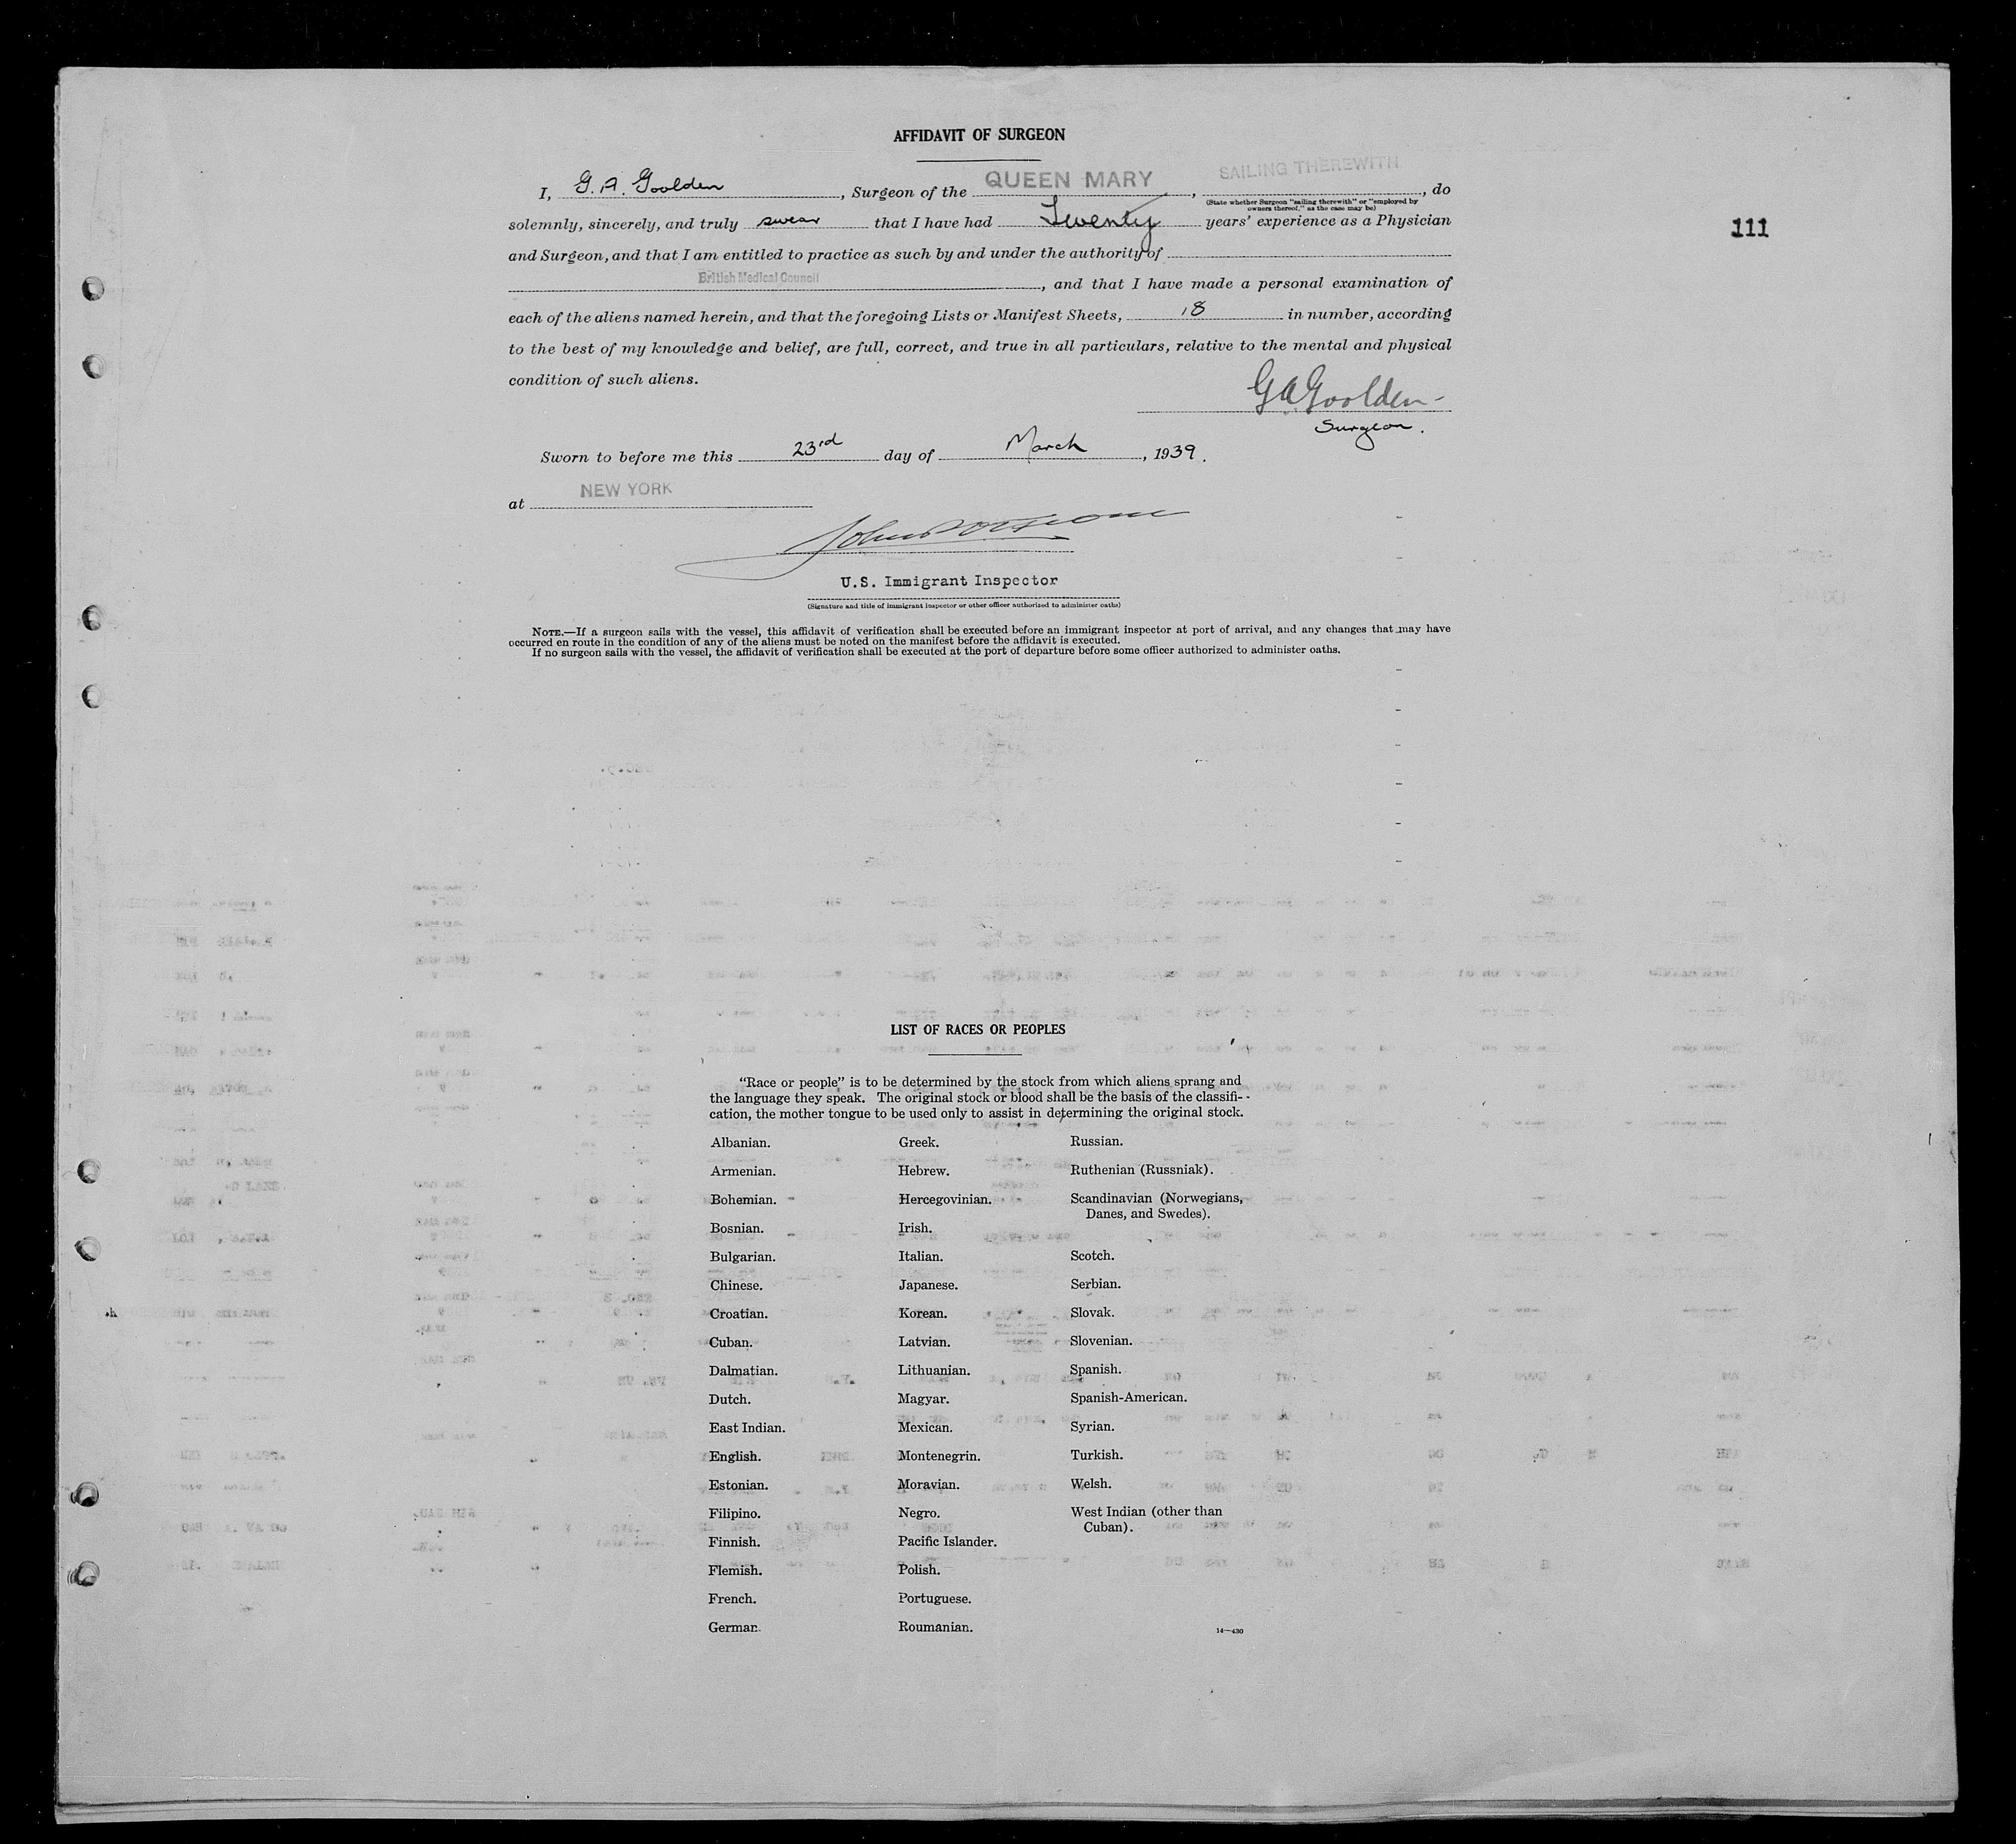 AFFIDAVIT OF SURGEON
I, G. A. Goolden, Surgeon of the QUEEN MARY, SAILING THEREWITH, do
(State whether Surgeon "sailing therewith" or "employed by
owners thereof," as the case may be)
solemnly, sincerely, and truly swear that I have had Twenty years' experience as a Physician
111
and Surgeon, and that I am entitled to practice as such by and under the authority of
British Medical Council, and that I have made a personal examination of
each of the aliens named herein, and that the foregoing Lists or Manifest Sheets, 18 in number, according
to the best of my knowledge and belief, are full, correct, and true in all particulars, relative to the mental and physical
condition of such aliens.
G A Goolden
Surgeon.
Sworn to before me this 23rd day of March, 1939.
at NEW YORK
U.S. Immigrant Inspector
(Signature and title of immigrant inspector or other officer authorized to administer oaths)
NOTE.—If a surgeon sails with the vessel, this affidavit of verification shall be executed before an immigrant inspector at port of arrival, and any changes that may have
occurred en route in the condition of any of the aliens must be noted on the manifest before the affidavit is executed.
If no surgeon sails with the vessel, the affidavit of verification shall be executed at the port of departure before some officer authorized to administer oaths.
LIST OF RACES OR PEOPLES
"Race or people" is to be determined by the stock from which aliens sprang and
the language they speak. The original stock or blood shall be the basis of the classifi-
cation, the mother tongue to be used only to assist in determining the original stock.
Albanian.
Armenian.
Bohemian.
Bosnian.
Bulgarian.
Chinese.
Croatian.
Cuban.
Dalmatian.
Dutch.
East Indian.
English.
Estonian.
Filipino.
Finnish.
Flemish.
French.
German.
Greek.
Hebrew.
Hercegovinian.
Irish.
Italian.
Japanese.
Korean.
Latvian.
Lithuanian.
Magyar.
Mexican.
Montenegrin.
Moravian.
Negro.
Pacific Islander.
Polish.
Portuguese.
Roumanian.
Russian.
Ruthenian (Russniak).
Scandinavian (Norwegians,
Danes, and Swedes).
Scotch.
Serbian.
Slovak.
Slovenian.
Spanish.
Spanish-American.
Syrian.
Turkish.
Welsh.
West Indian (other than
Cuban).
14—430